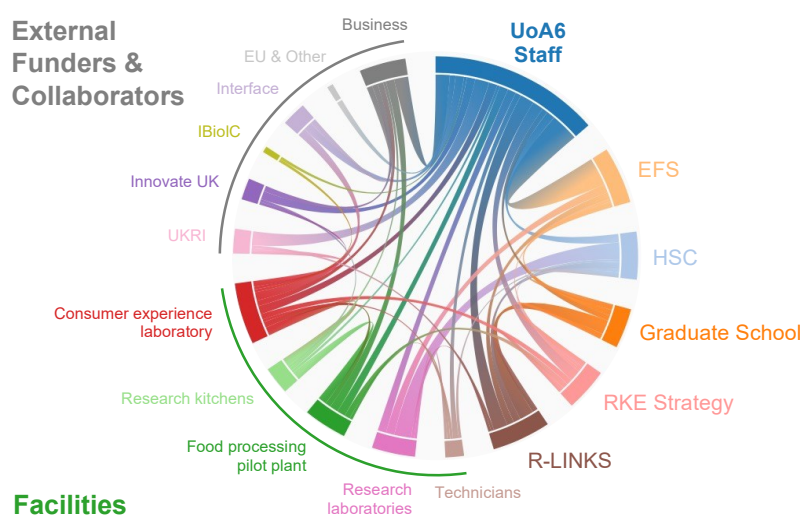 External
Funders &
Collaborators
Business
EU & Other
Interface
IBioIC
Innovate UK
UKRI
UoA6
Staff
EFS
HSC
Graduate School
RKE Strategy
R-LINKS
Technicians
Research
laboratories
Food processing
pilot plant
Research kitchens
Consumer experience
laboratory
Facilities